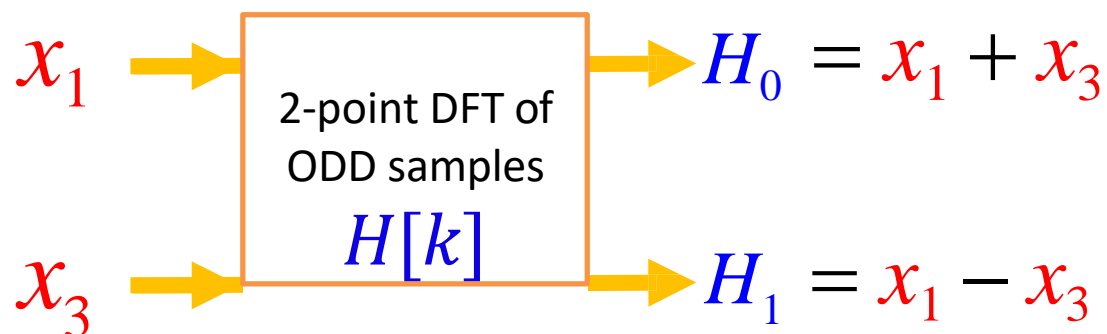 x₁
2-point DFT of
ODD samples
H[k]
H₀ = x₁ + x₃
x₃
H₁ = x₁ − x₃